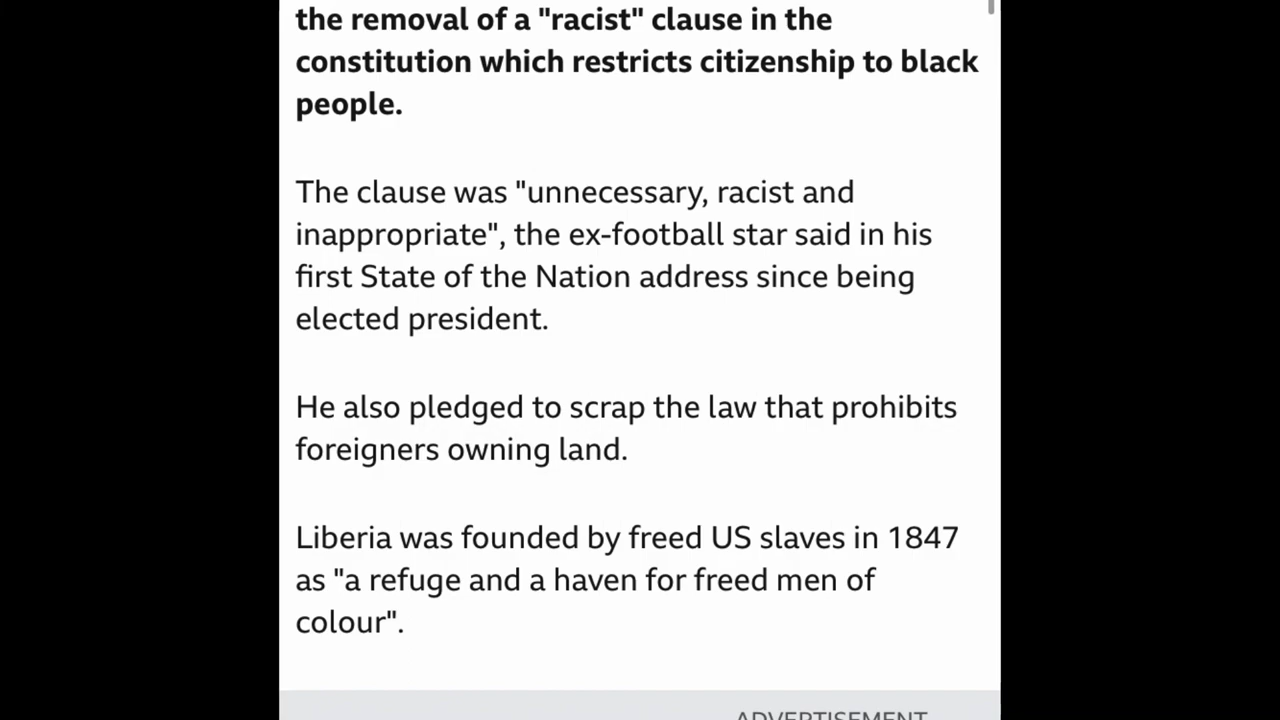 the removal of a "racist" clause in the
constitution which restricts citizenship to black
people.
The clause was "unnecessary, racist and
inappropriate", the ex-football star said in his
first State of the Nation address since being
elected president.
He also pledged to scrap the law that prohibits
foreigners owning land.
Liberia was founded by freed US slaves in 1847
as "a refuge and a haven for freed men of
colour".
ADVERTISEMENT